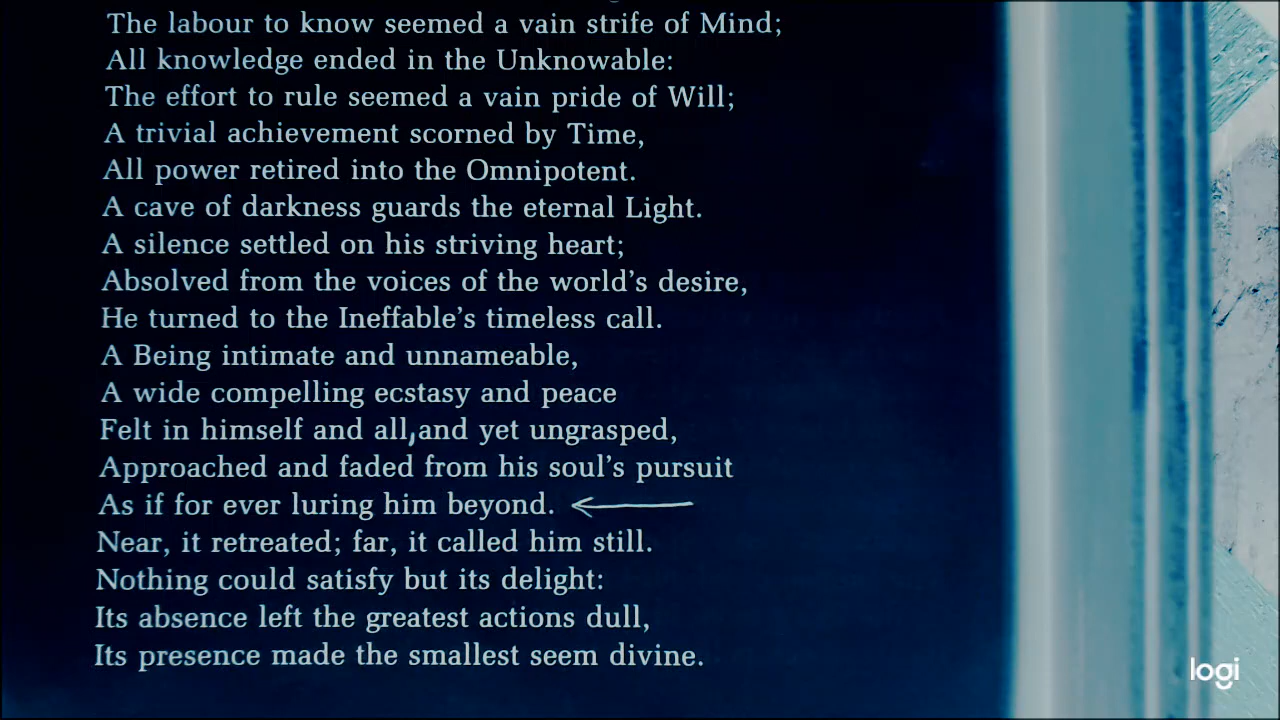 The labour to know seemed a vain strife of Mind;
All knowledge ended in the Unknowable:
The effort to rule seemed a vain pride of Will;
A trivial achievement scorned by Time,
All power retired into the Omnipotent.
A cave of darkness guards the eternal Light.
A silence settled on his striving heart;
Absolved from the voices of the world's desire,
He turned to the Ineffable's timeless call.
A Being intimate and unnameable,
A wide compelling ecstasy and peace
Felt in himself and all, and yet ungrasped,
Approached and faded from his soul's pursuit
As if for ever luring him beyond.
Near, it retreated; far, it called him still.
Nothing could satisfy but its delight:
Its absence left the greatest actions dull,
Its presence made the smallest seem divine.
logi